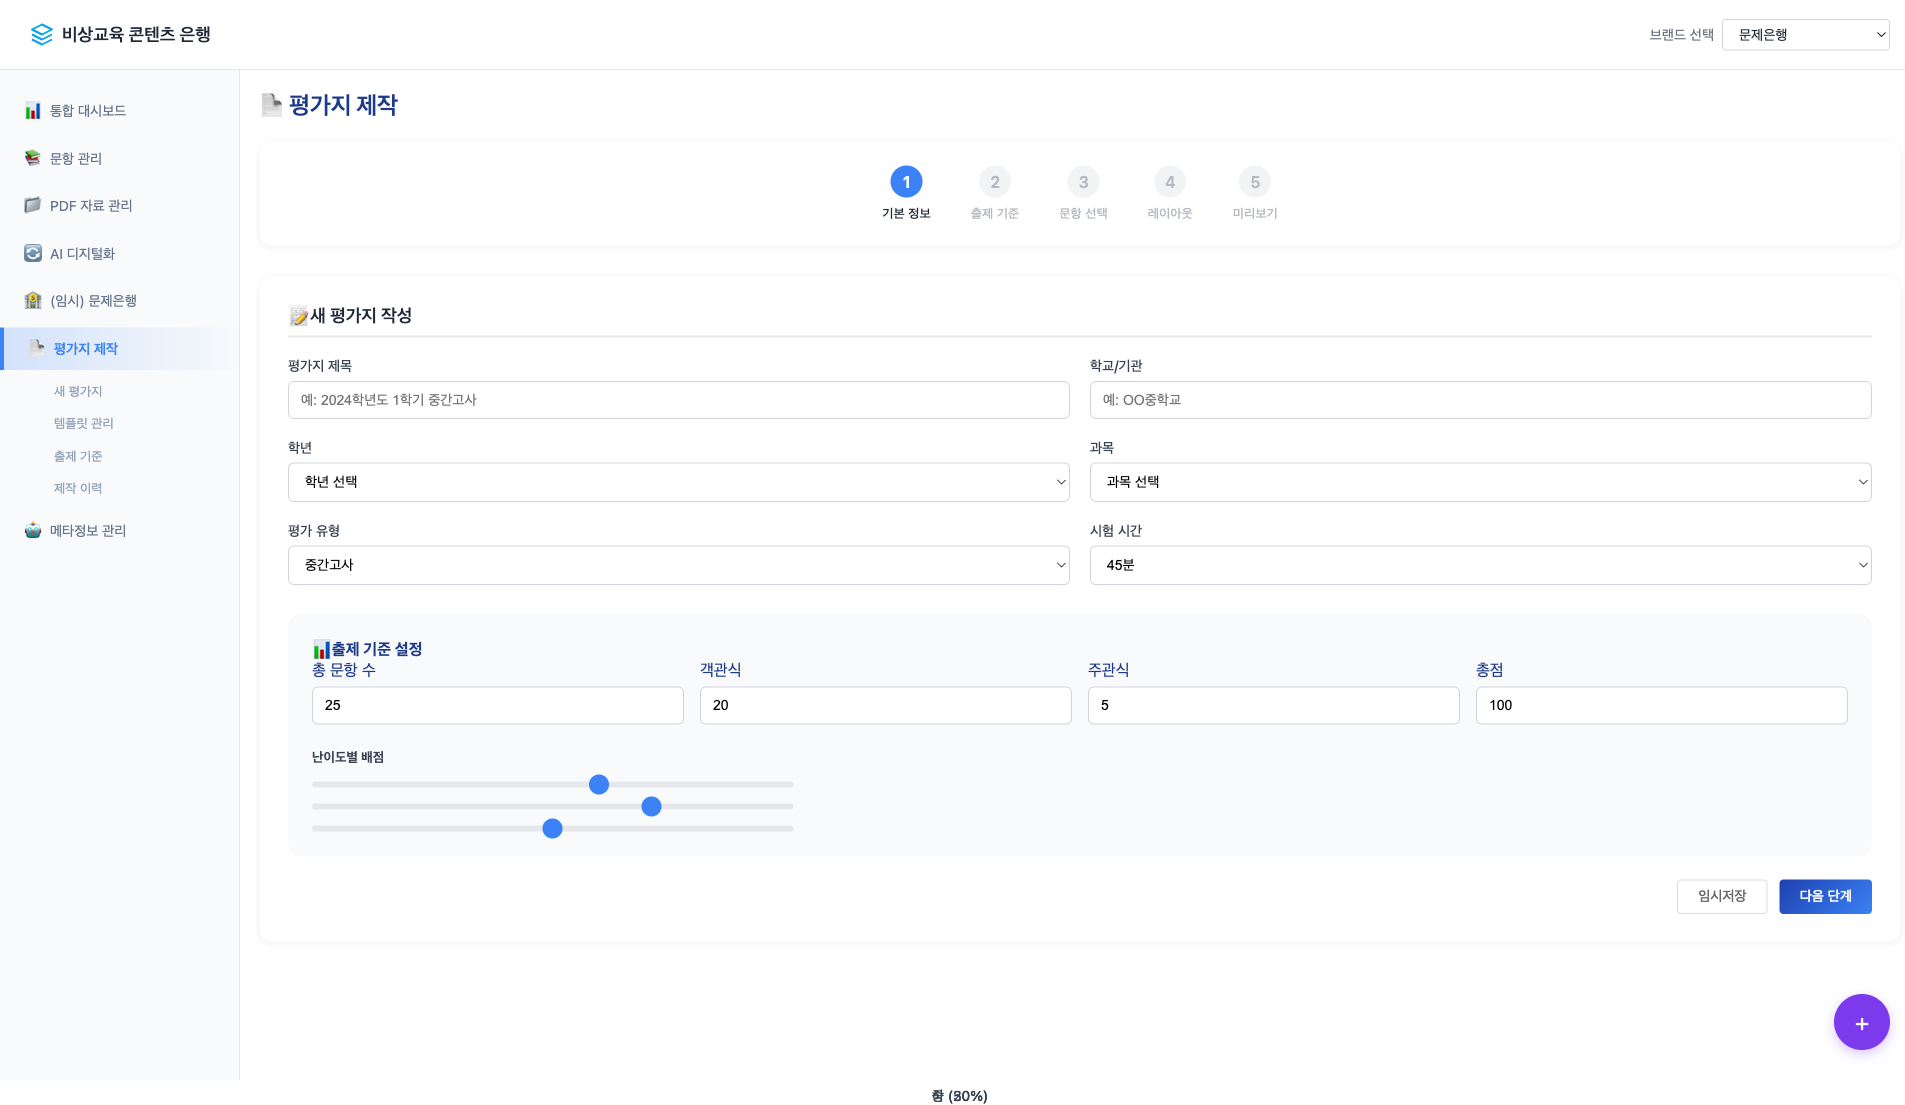 비상교육 콘텐츠 은행
브랜드 선택
문제은행
통합 대시보드
문항 관리
PDF 자료 관리
AI 디지털화
(임시) 문제은행
평가지 제작
새 평가지
템플릿 관리
출제 기준
제작 이력
메타정보 관리
평가지 제작
1 2 3 4 5
기본 정보 출제 기준 문항 선택 레이아웃 미리보기
새 평가지 작성
평가지 제목 학교/기관
예: 2024학년도 1학기 중간고사 예: OO중학교
학년 과목
학년 선택 과목 선택
평가 유형 시험 시간
중간고사 45분
출제 기준 설정
총 문항 수 객관식 주관식 총점
25 20 5 100
난이도별 배점
임시저장 다음 단계
+